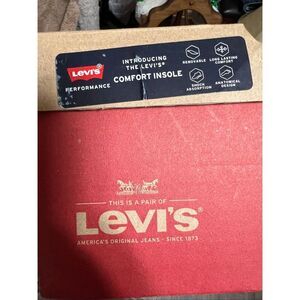 LEVI'S
PERFORMANCE
INTRODUCING
THE LEVI'S®
COMFORT INSOLE
REMOVABLE
LONG LASTING
COMFORT
SHOCK
ABSORPTION
ANATOMICAL
DESIGN
THIS IS A PAIR OF
LEVI'S®
AMERICA'S ORIGINAL JEANS - SINCE 1873